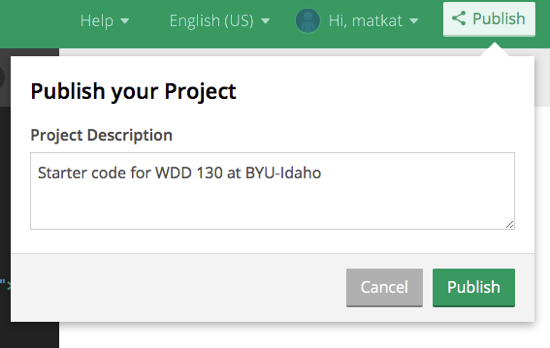 Help English (US) Hi, matkat Publish
Publish your Project
Project Description
Starter code for WDD 130 at BYU-Idaho
">
Cancel Publish